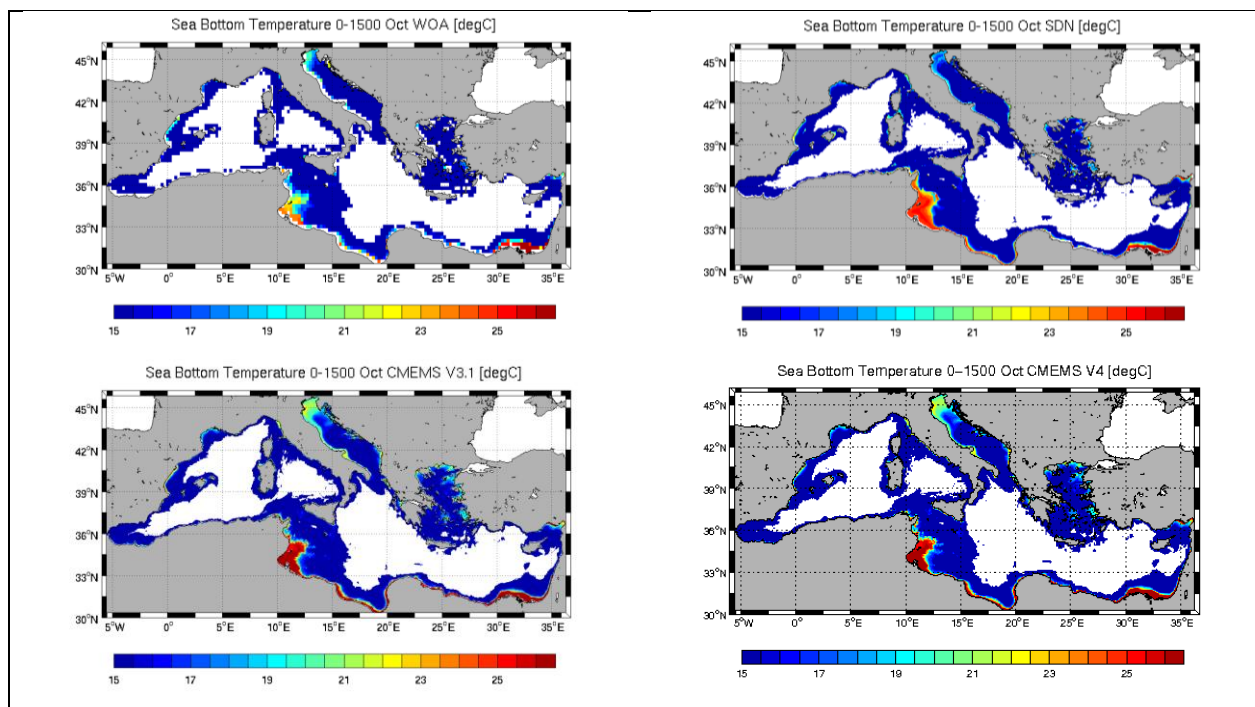 Sea Bottom Temperature 0-1500 Oct WOA [degC]
45°N
42°N
39°N
36°N
33°N
30°N
5°W 0° 5°E 10°E 15°E 20°E 25°E 30°E 35°E
15 17 19 21 23 25
Sea Bottom Temperature 0-1500 Oct SDN [degC]
45°N
42°N
39°N
36°N
33°N
30°N
5°W 0° 5°E 10°E 15°E 20°E 25°E 30°E 35°E
15 17 19 21 23 25
Sea Bottom Temperature 0-1500 Oct CMEMS V3.1 [degC]
45°N
42°N
39°N
36°N
33°N
30°N
5°W 0° 5°E 10°E 15°E 20°E 25°E 30°E 35°E
15 17 19 21 23 25
Sea Bottom Temperature 0–1500 Oct CMEMS V4 [degC]
45°N
42°N
39°N
36°N
33°N
30°N
5°W 0° 5°E 10°E 15°E 20°E 25°E 30°E 35°E
15 17 19 21 23 25